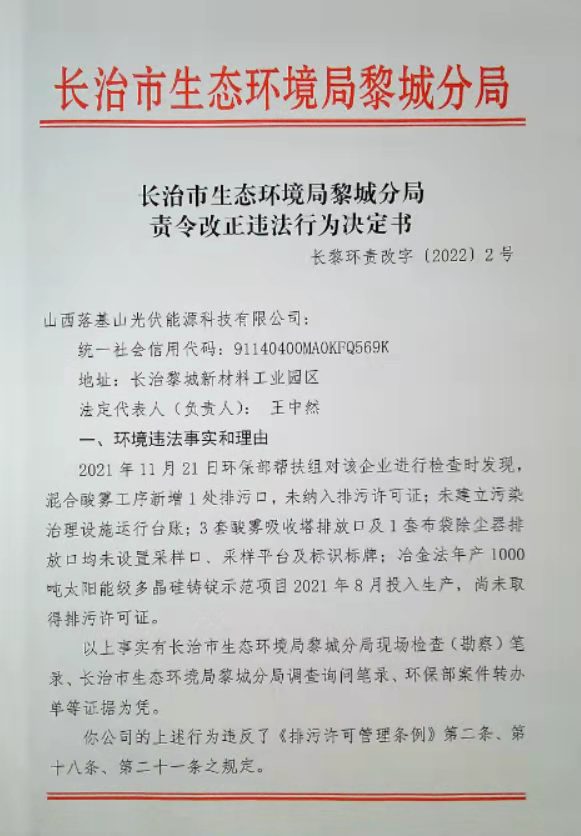 长治市生态环境局黎城分局
长治市生态环境局黎城分局
责令改正违法行为决定书
长黎环责改字〔2022〕2号
山西落基山光伏能源科技有限公司：
统一社会信用代码：91140400MA0KFQ569K
地址：长治黎城新材料工业园区
法定代表人（负责人）：王中然
一、环境违法事实和理由
2021年11月21日环保部帮扶组对该企业进行检查时发现，
混合酸雾工序新增1处排污口，未纳入排污许可证；未建立污染
治理设施运行台账；3套酸雾吸收塔排放口及1套布袋除尘器排
放口均未设置采样口、采样平台及标识标牌；冶金法年产1000
吨太阳能级多晶硅铸锭示范项目2021年8月投入生产，尚未取
得排污许可证。
以上事实有长治市生态环境局黎城分局现场检查（勘察）笔
录、长治市生态环境局黎城分局调查询问笔录、环保部案件转办
单等证据为凭。
你公司的上述行为违反了《排污许可管理条例》第二条、第
十八条、第二十一条之规定。